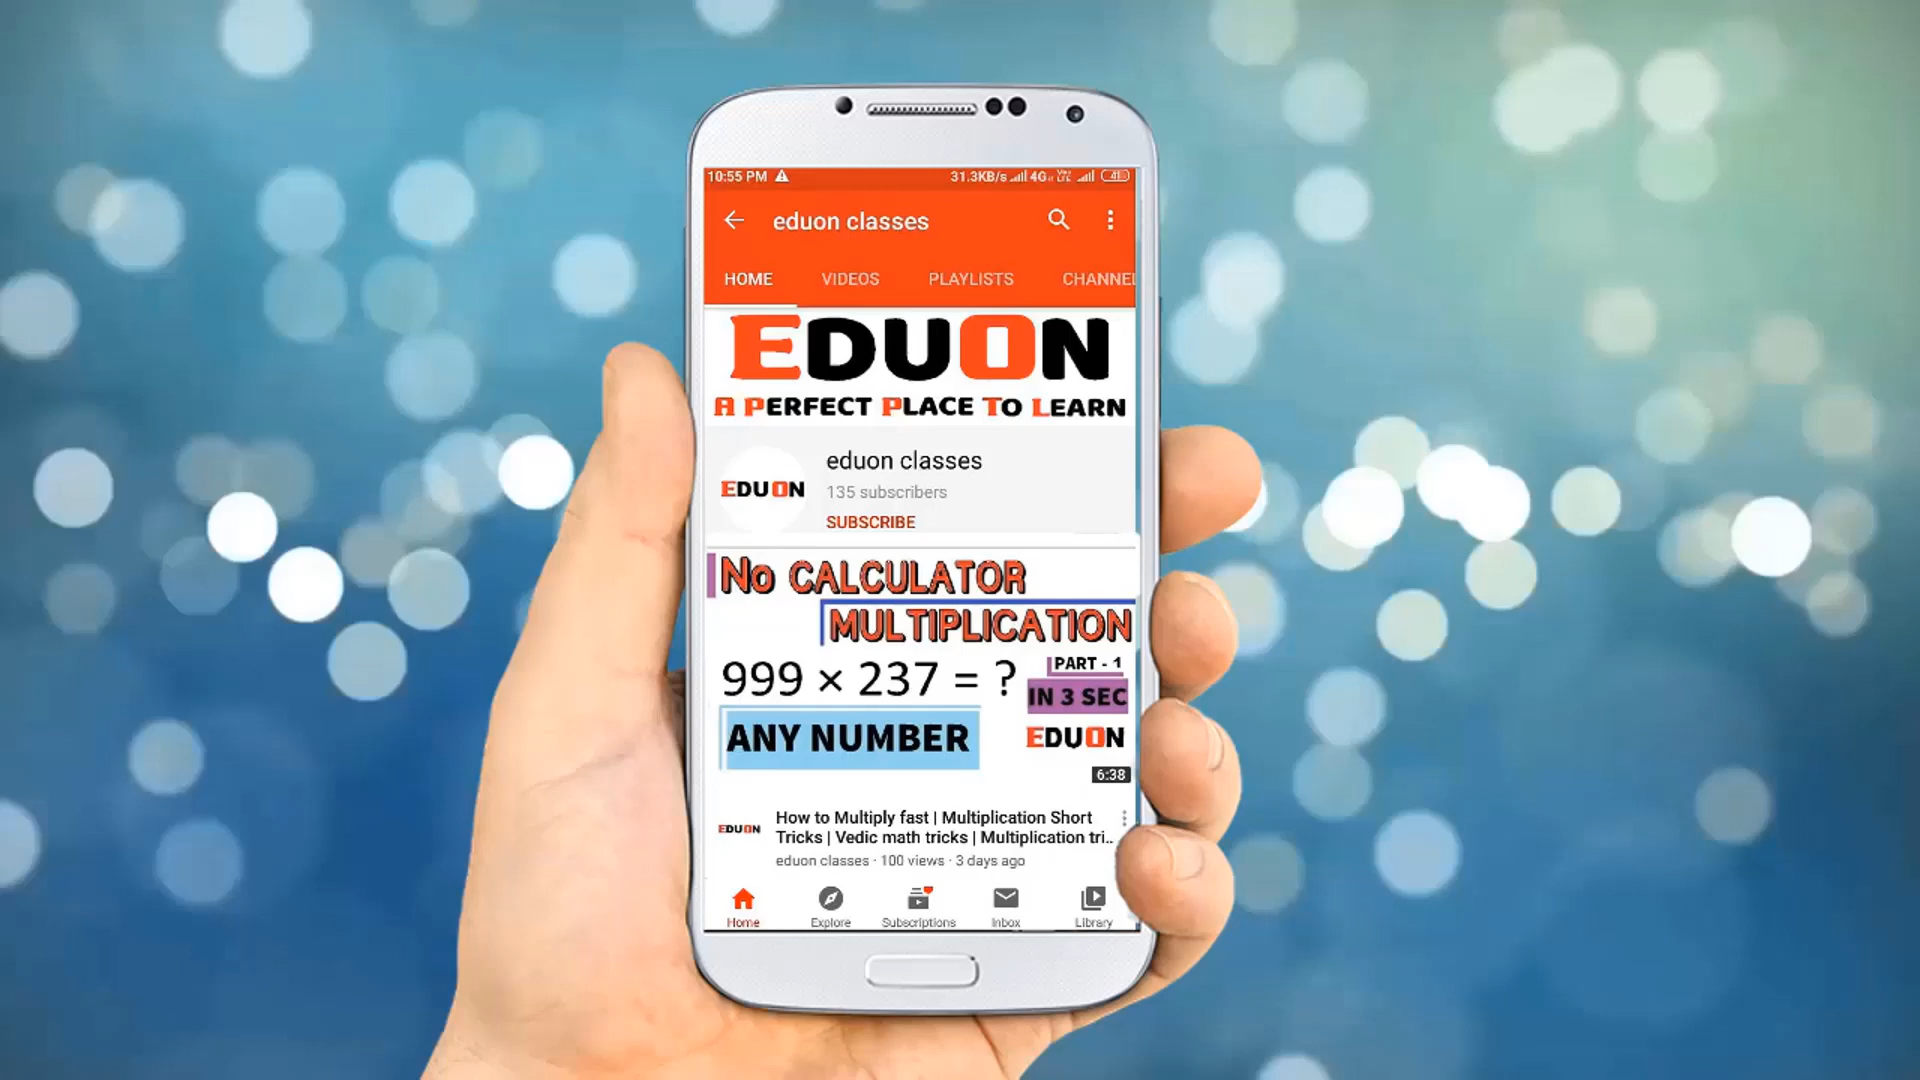 10:55 PM 31.3KB/s 4G VoLTE 41
eduon classes
HOME VIDEOS PLAYLISTS CHANNEL
EDUON
A PERFECT PLACE TO LEARN
eduon classes
EDUON
135 subscribers
SUBSCRIBE
No CALCULATOR
MULTIPLICATION
999 × 237 = ?
PART - 1
IN 3 SEC
ANY NUMBER
EDUON
6:38
EDUON
How to Multiply fast | Multiplication Short
Tricks | Vedic math tricks | Multiplication tri..
eduon classes · 100 views · 3 days ago
Home Explore Subscriptions Inbox Library